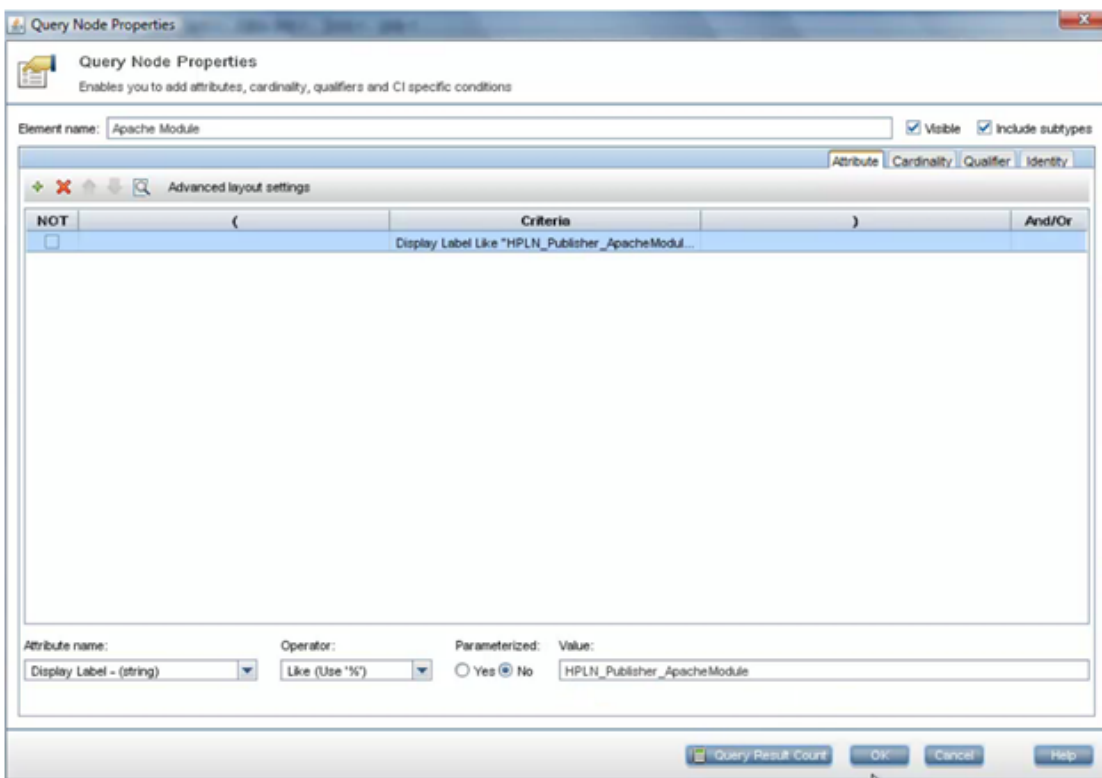 Query Node Properties
Query Node Properties
Enables you to add attributes, cardinality, qualifiers and CI specific conditions
Element name: Apache Module Visible Include subtypes
Attribute Cardinality Qualifier Identity
Advanced layout settings
NOT ( Criteria ) And/Or
Display Label Like "HPLN_Publisher_ApacheModul...
Attribute name: Operator: Parameterized: Value:
Display Label - (string) Like (Use '%') Yes No HPLN_Publisher_ApacheModule
Query Result Count OK Cancel Help